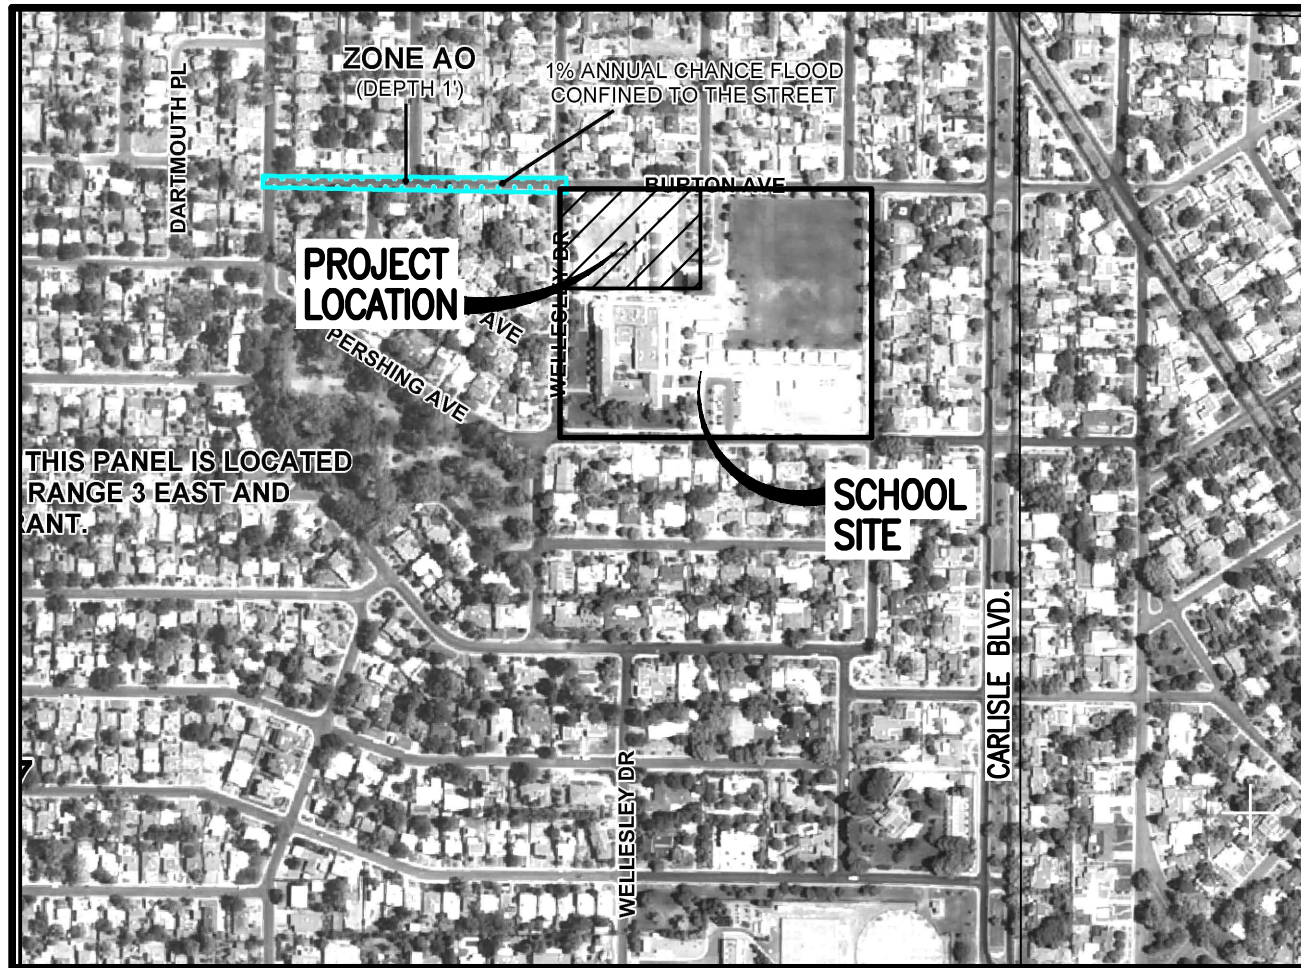 ZONE AO
(DEPTH 1')
1% ANNUAL CHANCE FLOOD
CONFINED TO THE STREET
DARTMOUTH PL
BURTON AVE
WELLESLEY DR
PROJECT
LOCATION
AVE
PERSHING AVE
THIS PANEL IS LOCATED
RANGE 3 EAST AND
RANT.
SCHOOL
SITE
CARLISLE BLVD.
WELLESLEY DR
7